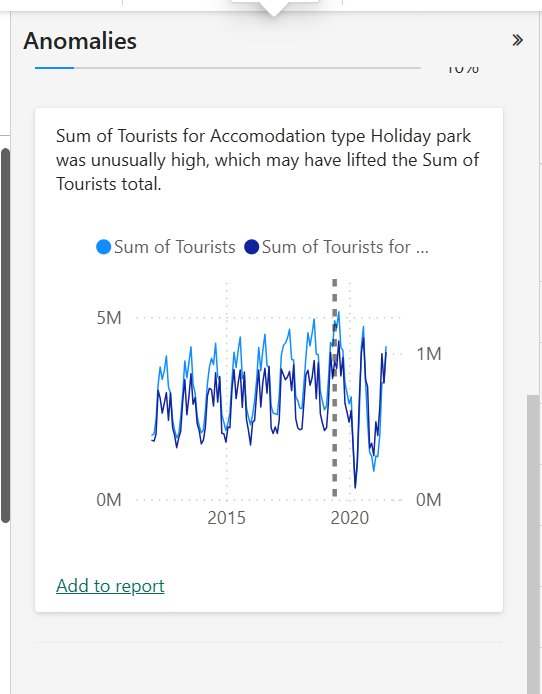 Anomalies
10%
Sum of Tourists for Accomodation type Holiday park
was unusually high, which may have lifted the Sum of
Tourists total.
Sum of Tourists Sum of Tourists for ...
5M
1M
0M 0M
2015 2020
Add to report